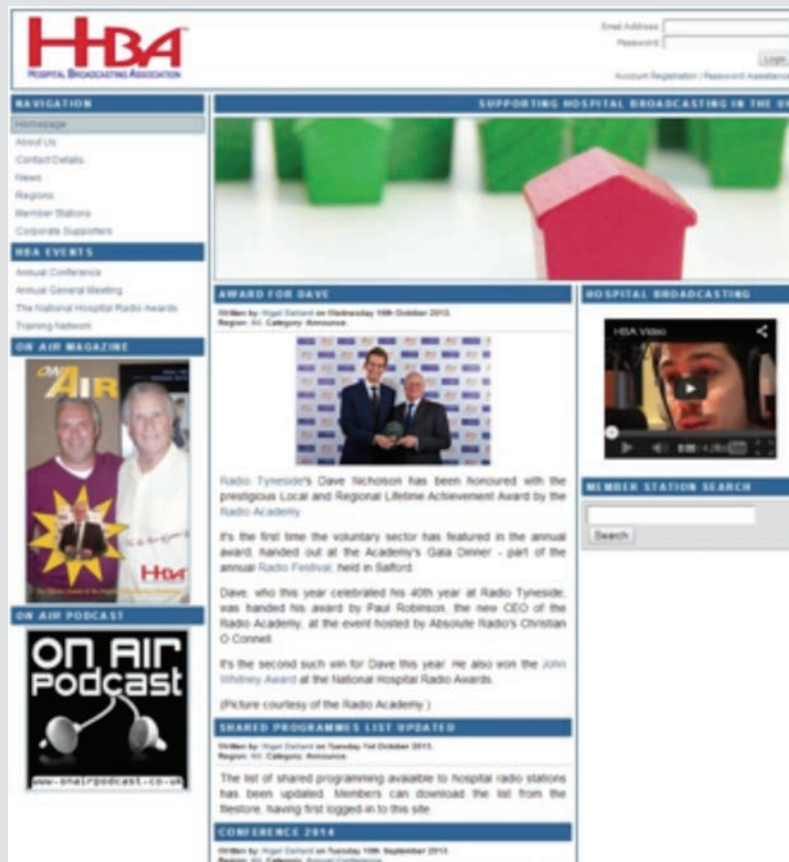 HBA
HOSPITAL BROADCASTING ASSOCIATION
Email Address:
Password:
Login
Account Registration | Password Assistance
NAVIGATION
Homepage
About Us
Contact Details
News
Regions
Member Stations
Corporate Supporters
HBA EVENTS
Annual Conference
Annual General Meeting
The National Hospital Radio Awards
Training Network
ON AIR MAGAZINE
ON AIR
HBA
ON AIR PODCAST
ON AIR
Podcast
www.onairpodcast.co.uk
SUPPORTING HOSPITAL BROADCASTING IN THE
AWARD FOR DAVE
Written by: Nigel Dallard on Wednesday 16th October 2013.
Region: All. Category: Announce.
Radio Tyneside's Dave Nicholson has been honoured with the
prestigious Local and Regional Lifetime Achievement Award by the
Radio Academy.
It's the first time the voluntary sector has featured in the annual
award, handed out at the Academy's Gala Dinner - part of the
annual Radio Festival, held in Salford.
Dave, who this year celebrated his 40th year at Radio Tyneside,
was handed his award by Paul Robinson, the new CEO of the
Radio Academy, at the event hosted by Absolute Radio's Christian
O Connell.
It's the second such win for Dave this year. He also won the John
Whitney Award at the National Hospital Radio Awards.
(Picture courtesy of the Radio Academy.)
SHARED PROGRAMMES LIST UPDATED
Written by: Nigel Dallard on Tuesday 1st October 2013.
Region: All. Category: Announce.
The list of shared programming avaialble to hospital radio stations
has been updated. Members can download the list from the
filestore, having first logged-in to this site
CONFERENCE 2014
Written by: Nigel Dallard on Tuesday 10th September 2013.
Region: All. Category: Annual Conference.
HOSPITAL BROADCASTING
HBA Video
MEMBER STATION SEARCH
Search